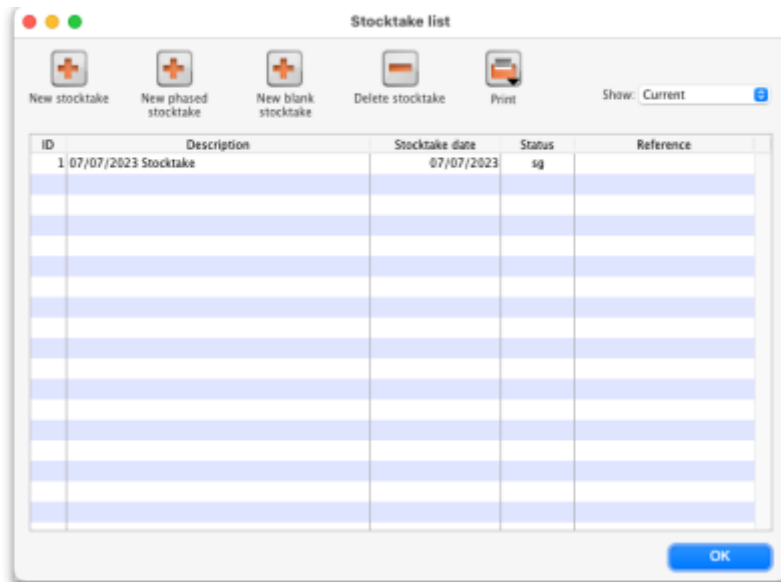 Stocktake list
New stocktake
New phased stocktake
New blank stocktake
Delete stocktake
Print
Show: Current
ID Description Stocktake date Status Reference
1 07/07/2023 Stocktake 07/07/2023 sg
OK